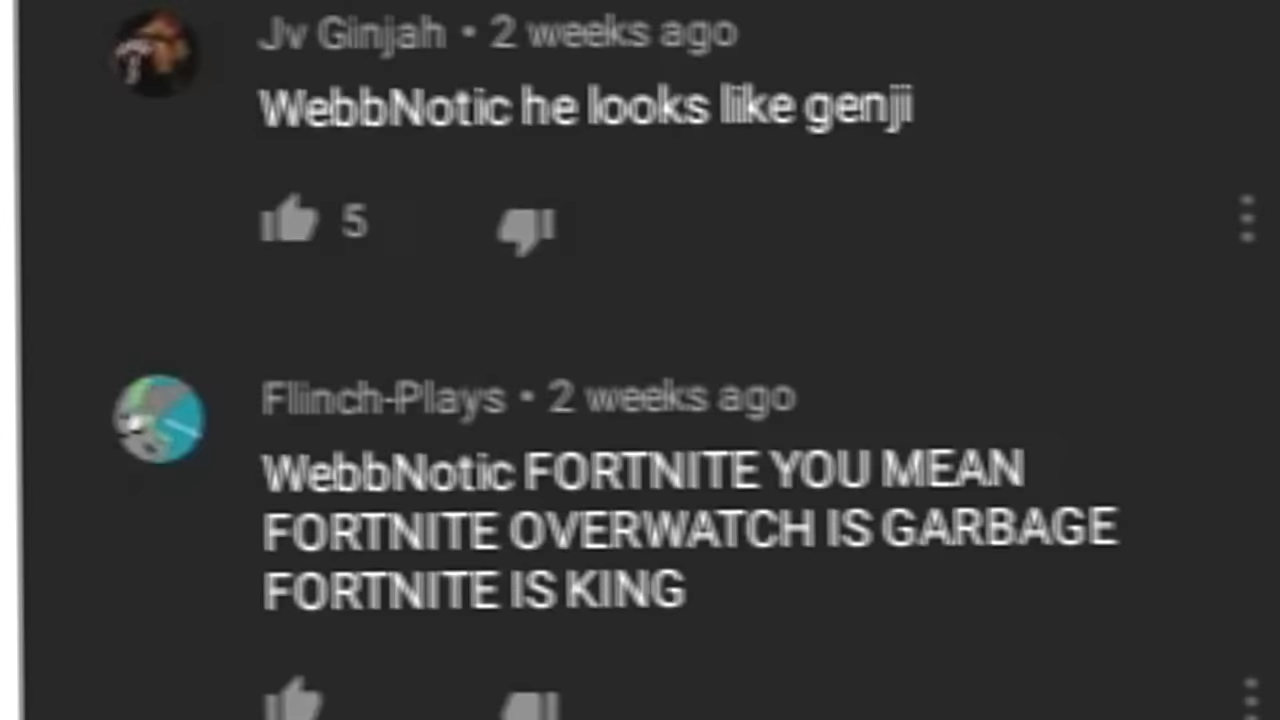 Jv Ginjah • 2 weeks ago
WebbNotic he looks like genji
5
Flinch-Plays • 2 weeks ago
WebbNotic FORTNITE YOU MEAN
FORTNITE OVERWATCH IS GARBAGE
FORTNITE IS KING